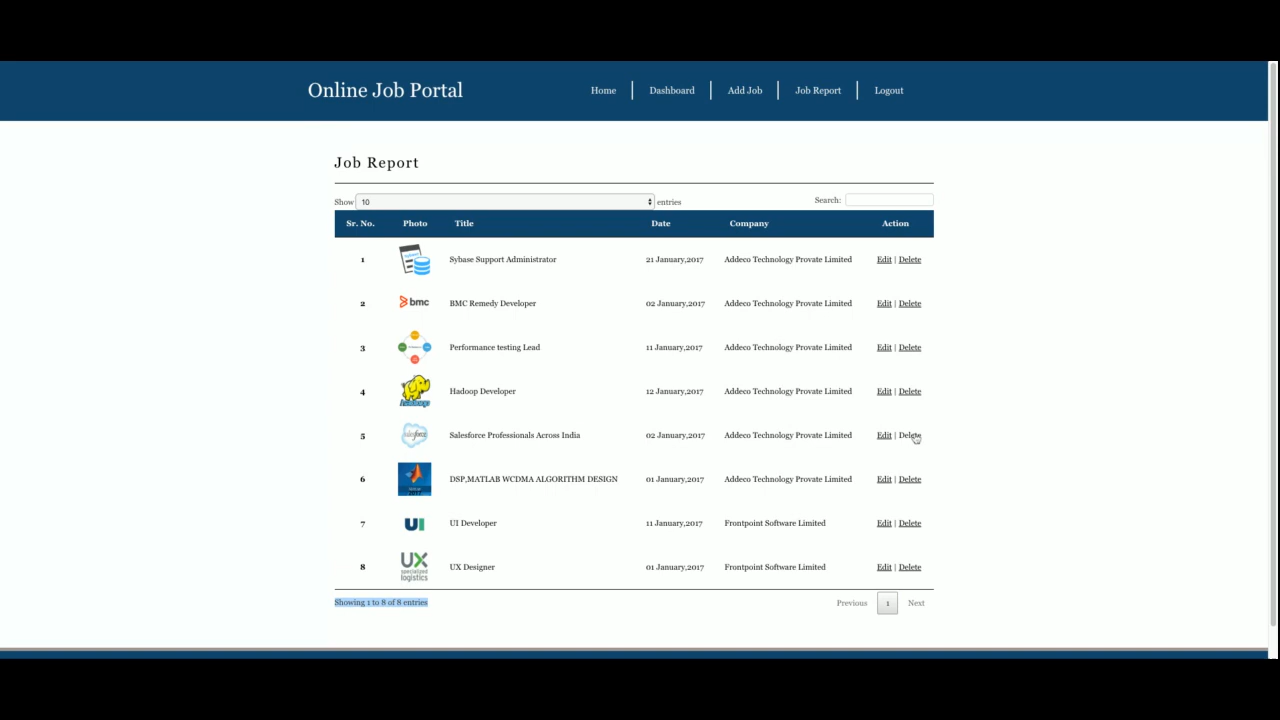 Online Job Portal
Home Dashboard Add Job Job Report Logout
Job Report
Show 10 entries Search:
Sr. No. Photo Title Date Company Action
1 Sybase Support Administrator 21 January,2017 Addeco Technology Provate Limited Edit | Delete
2 bmc BMC Remedy Developer 02 January,2017 Addeco Technology Provate Limited Edit | Delete
3 Performance testing Lead 11 January,2017 Addeco Technology Provate Limited Edit | Delete
4 hadoop Hadoop Developer 12 January,2017 Addeco Technology Provate Limited Edit | Delete
5 salesforce Salesforce Professionals Across India 02 January,2017 Addeco Technology Provate Limited Edit | Delete
6 DSP,MATLAB WCDMA ALGORITHM DESIGN 01 January,2017 Addeco Technology Provate Limited Edit | Delete
7 UI UI Developer 11 January,2017 Frontpoint Software Limited Edit | Delete
8 UX specialized logistics UX Designer 01 January,2017 Frontpoint Software Limited Edit | Delete
Showing 1 to 8 of 8 entries Previous 1 Next